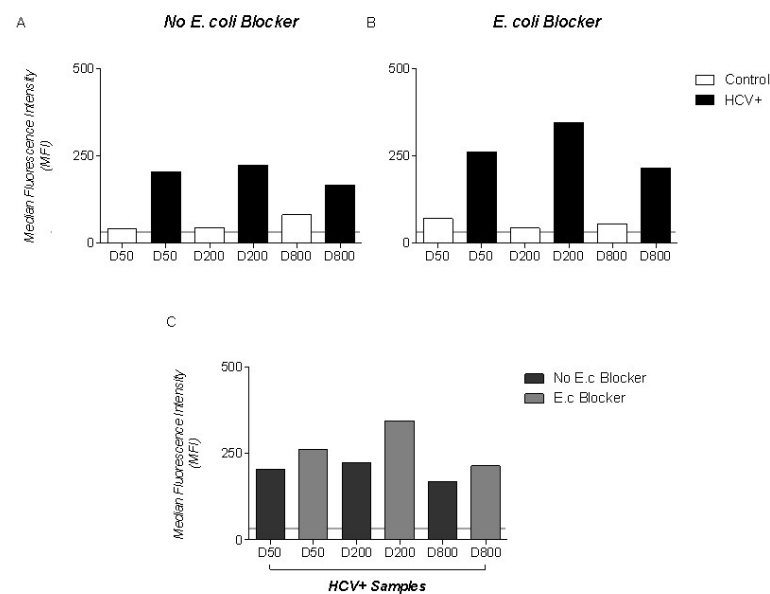 A
No E. coli Blocker
Median Fluorescence Intensity
(MFI)
500
250
0
D50 D50 D200 D200 D800 D800
B
E. coli Blocker
500
250
0
D50 D50 D200 D200 D800 D800
Control
HCV+
C
Median Fluorescence Intensity
(MFI)
500
250
0
D50 D50 D200 D200 D800 D800
HCV+ Samples
No E.c Blocker
E.c Blocker